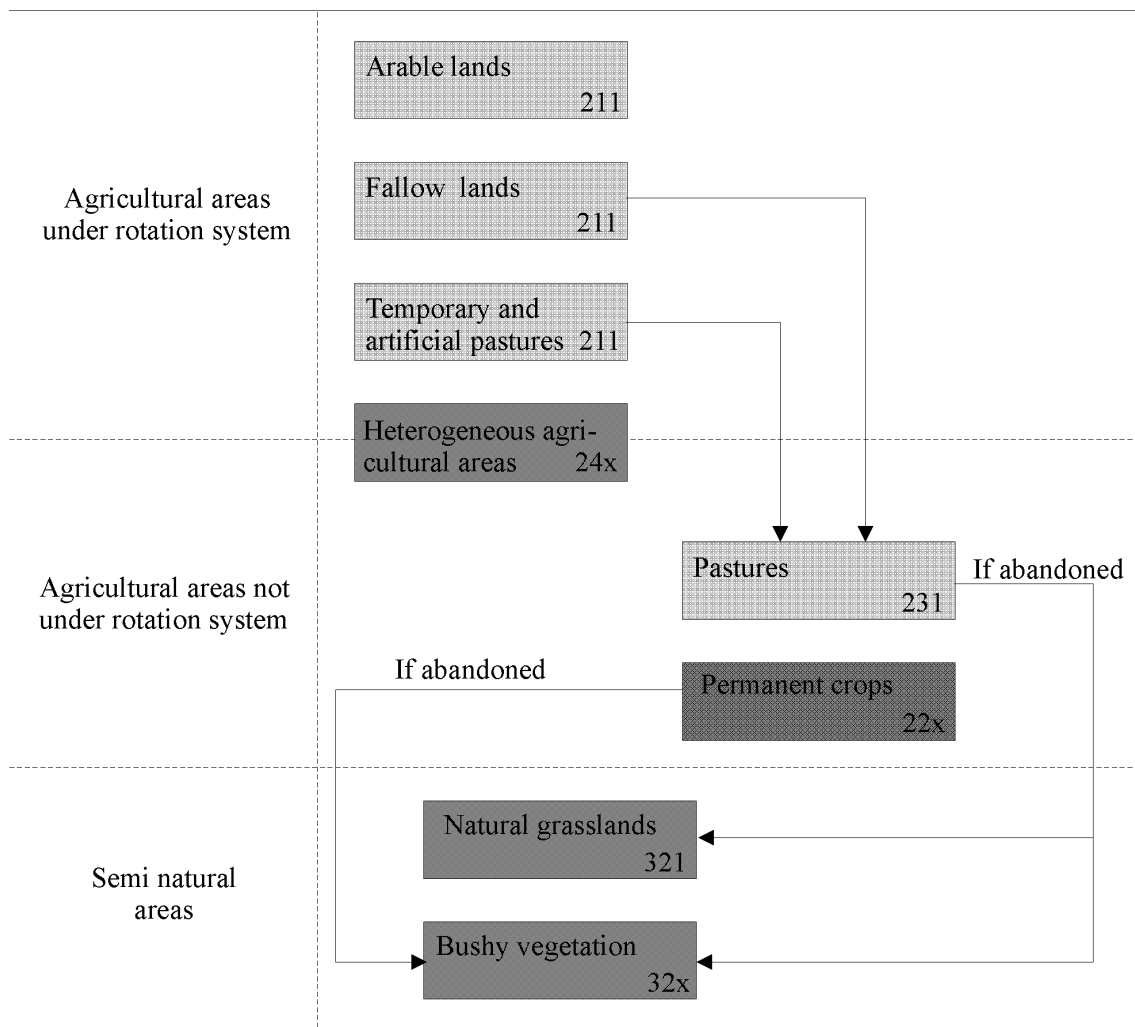 Arable lands
211
Agricultural areas
under rotation system
Fallow lands
211
Temporary and
artificial pastures 211
Heterogeneous agri-
cultural areas 24x
Agricultural areas not
under rotation system
Pastures
231
If abandoned
If abandoned
Permanent crops
22x
Semi natural
areas
Natural grasslands
321
Bushy vegetation
32x